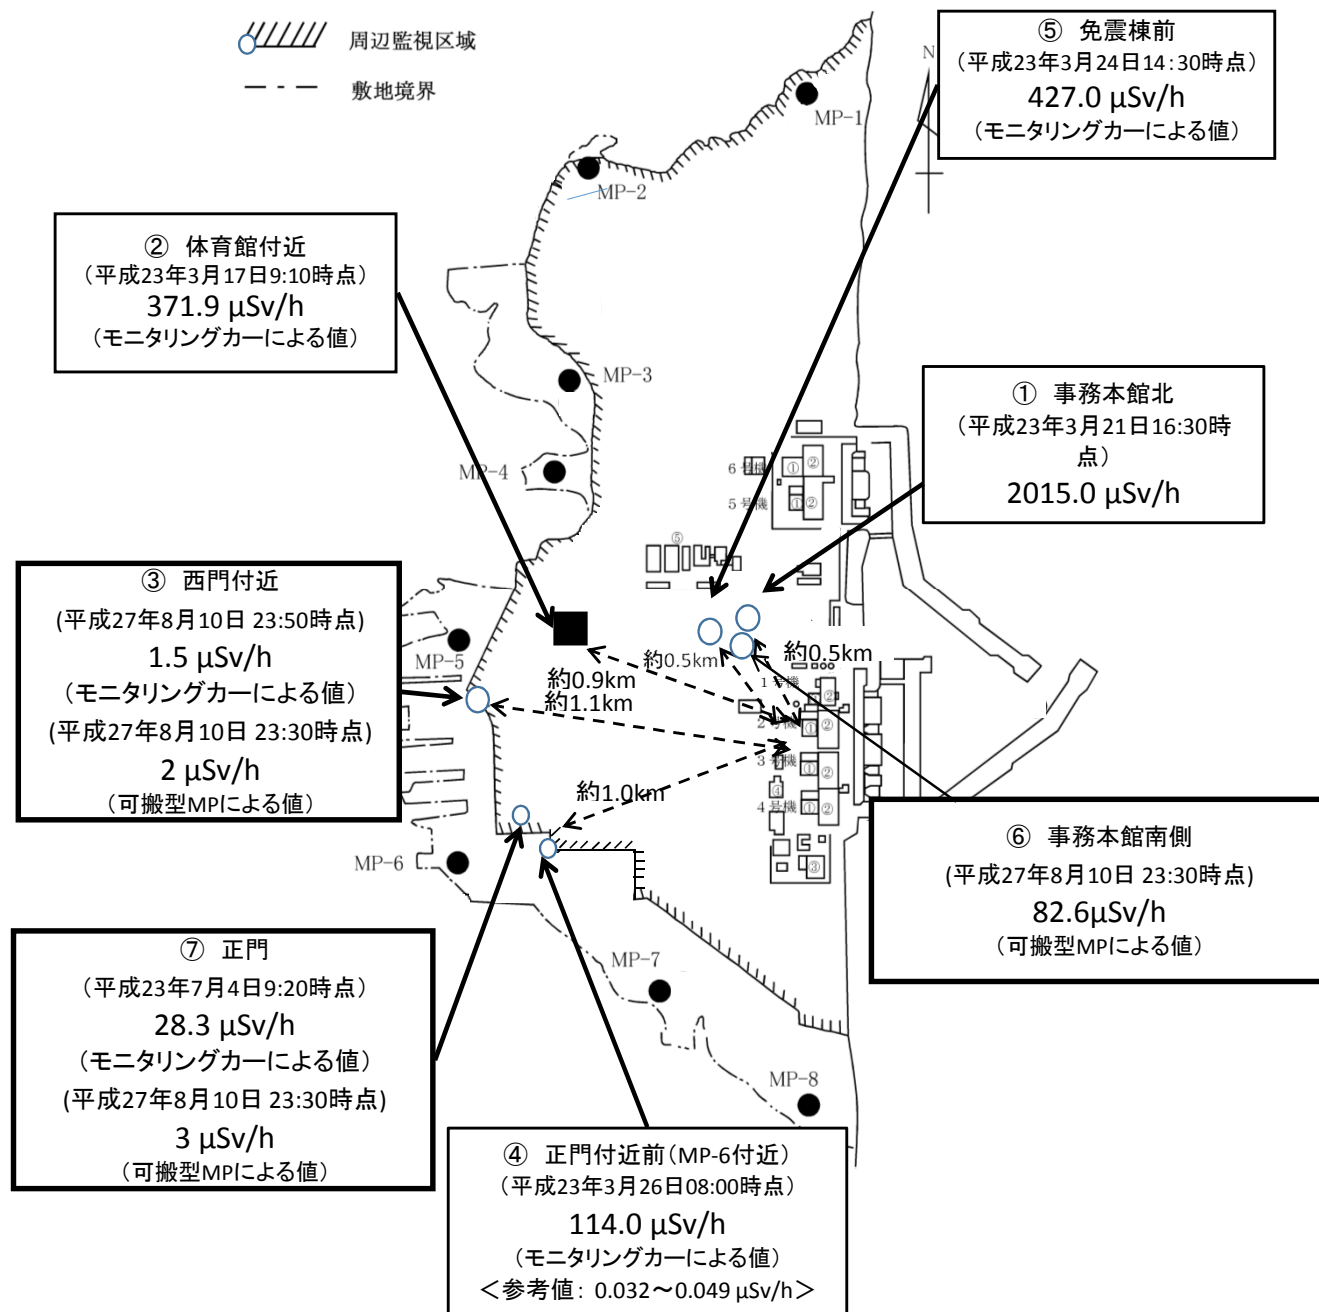 周辺監視区域
敷地境界
⑤ 免震棟前
(平成23年3月24日14:30時点)
427.0 μSv/h
(モニタリングカーによる値)
N
MP-1
MP-2
② 体育館付近
(平成23年3月17日9:10時点)
371.9 μSv/h
(モニタリングカーによる値)
MP-3
① 事務本館北
(平成23年3月21日16:30時
点)
2015.0 μSv/h
MP-4
6号機
①
②
5号機
①
②
⑤
③ 西門付近
(平成27年8月10日 23:50時点)
1.5 μSv/h
(モニタリングカーによる値)
(平成27年8月10日 23:30時点)
2 μSv/h
(可搬型MPによる値)
MP-5
約0.5km
約0.5km
約0.9km
約1.1km
1号機
②
2号機
①
②
3号機
①
②
④
4号機
①
②
③
約1.0km
MP-6
⑥ 事務本館南側
(平成27年8月10日 23:30時点)
82.6μSv/h
(可搬型MPによる値)
⑦ 正門
(平成23年7月4日9:20時点)
28.3 μSv/h
(モニタリングカーによる値)
(平成27年8月10日 23:30時点)
3 μSv/h
(可搬型MPによる値)
MP-7
MP-8
④ 正門付近前(MP-6付近)
(平成23年3月26日08:00時点)
114.0 μSv/h
(モニタリングカーによる値)
<参考値: 0.032～0.049 μSv/h>